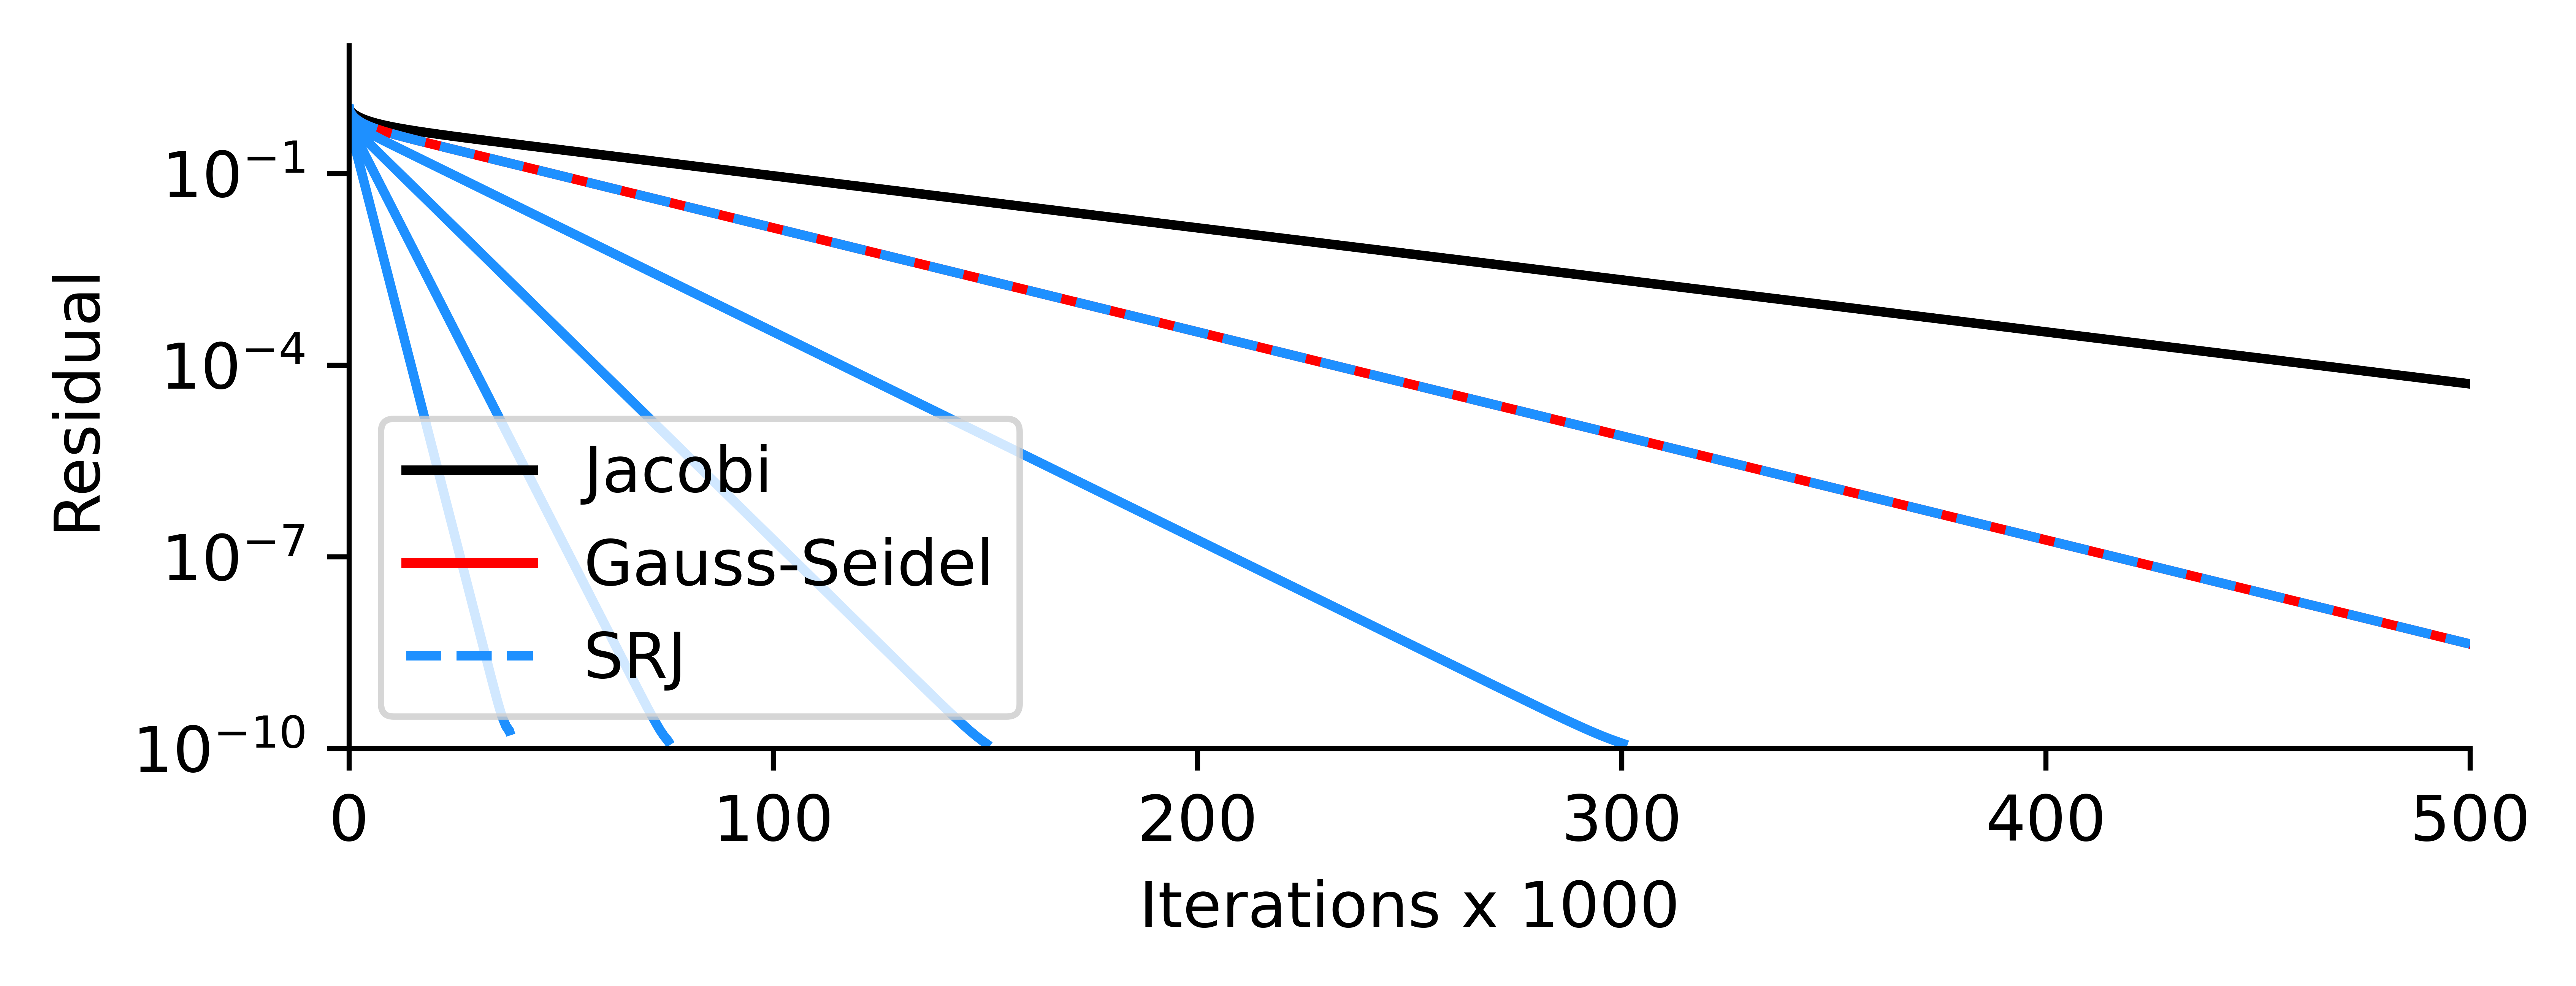 Residual
10⁻¹
10⁻⁴
10⁻⁷
10⁻¹⁰
Jacobi
Gauss-Seidel
SRJ
0 100 200 300 400 500
Iterations x 1000